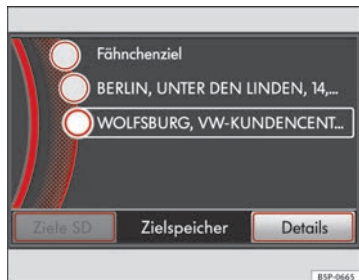 Fähnchenziel
BERLIN, UNTER DEN LINDEN, 14,...
WOLFSBURG, VW-KUNDENCENT...
Ziele SD Zielspeicher Details
BSP-0665